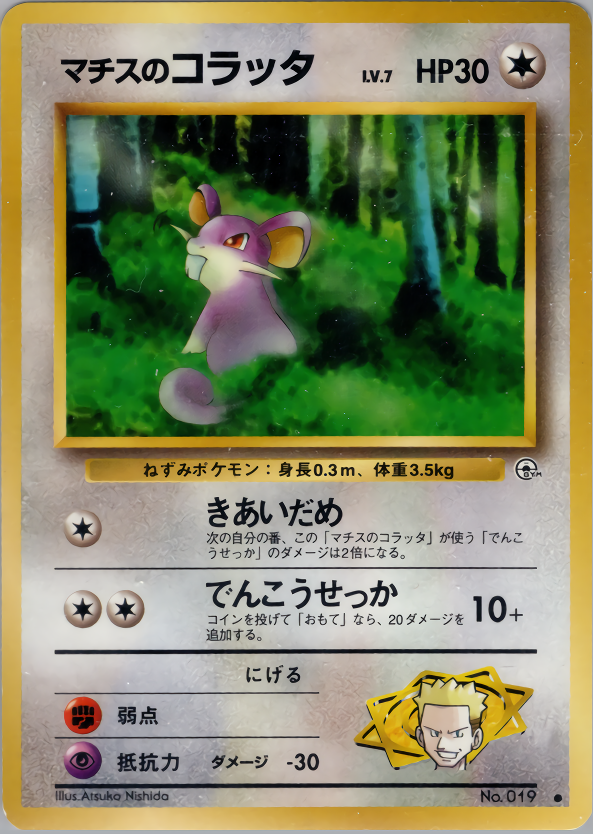 マチスのコラッタ LV.7 HP30
ねずみポケモン：身長0.3m、体重3.5kg
GYM
きあいだめ
次の自分の番、この「マチスのコラッタ」が使う「でんこ
うせっか」のダメージは2倍になる。
でんこうせっか 10+
コインを投げて「おもて」なら、20ダメージを
追加する。
にげる
弱点
抵抗力 ダメージ -30
Illus.Atsuko Nishida No.019